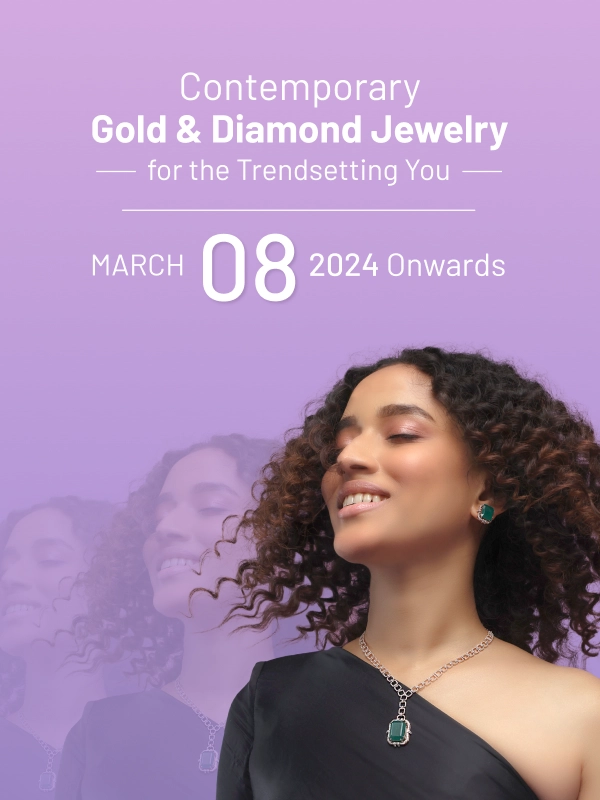 Contemporary
Gold & Diamond Jewelry
for the Trendsetting You
MARCH 08 2024 Onwards